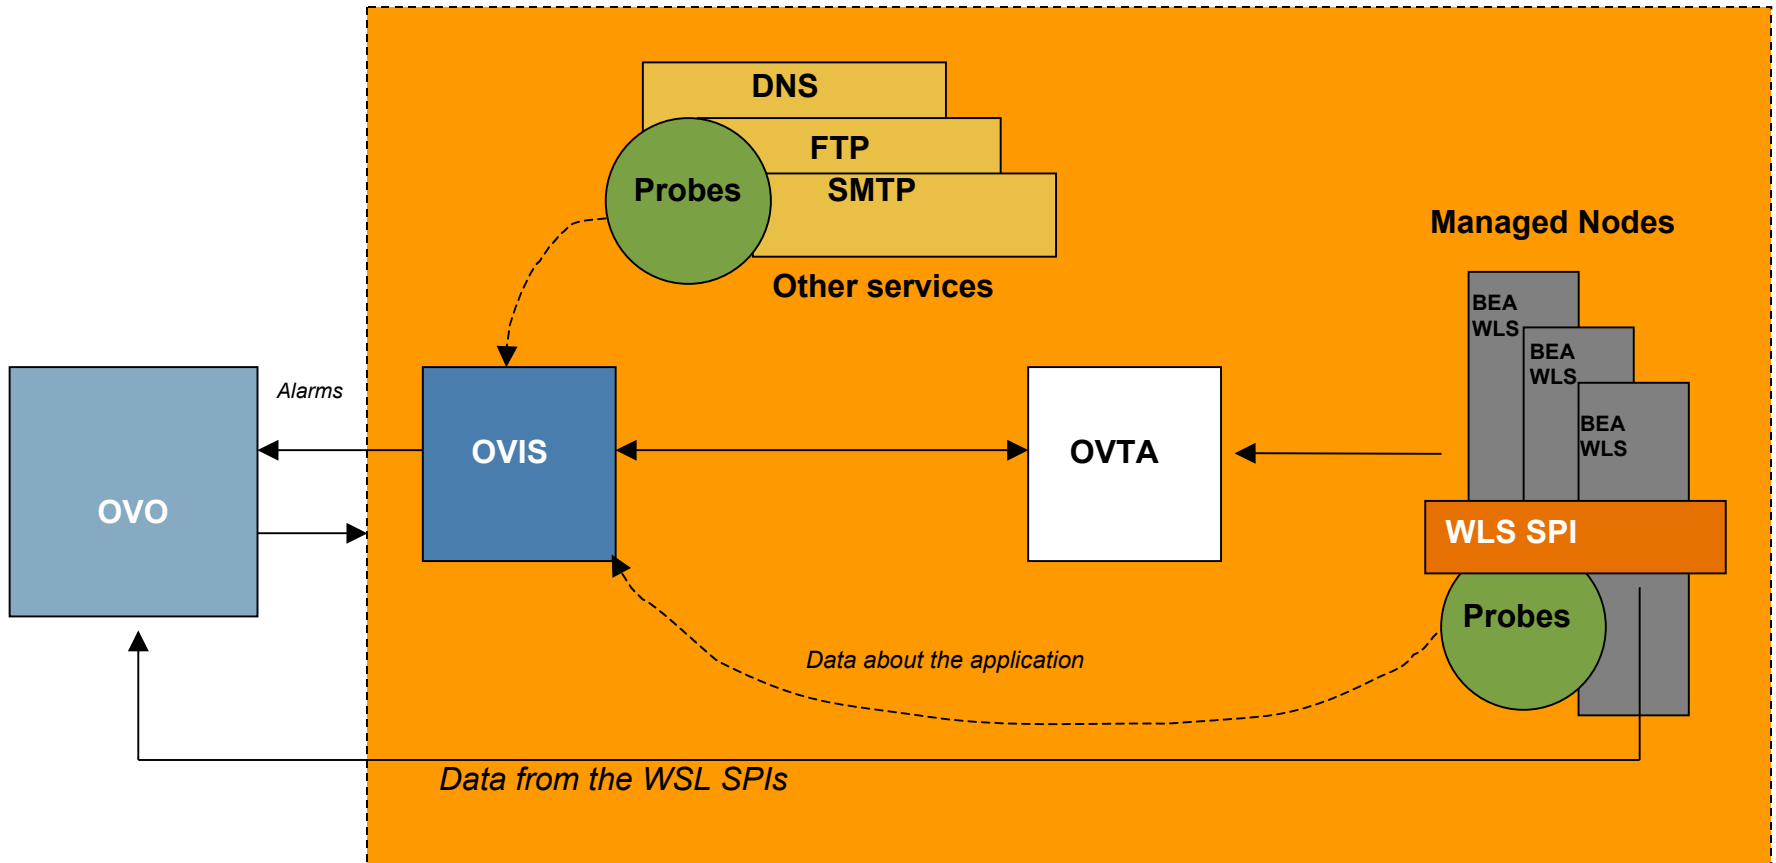 DNS
FTP
Probes
SMTP
Managed Nodes
Other services
BEA
WLS
BEA
WLS
BEA
WLS
Alarms
OVIS
OVTA
OVO
WLS SPI
Probes
Data about the application
Data from the WSL SPIs